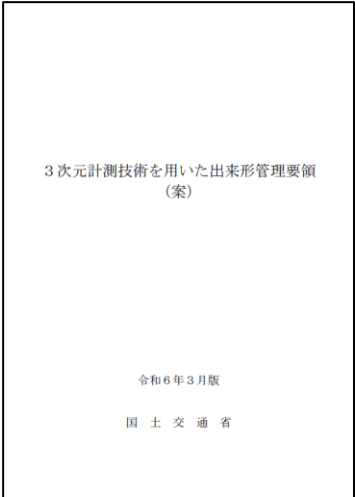 ３次元計測技術を用いた出来形管理要領
（案）
令和６年３月版
国 土 交 通 省